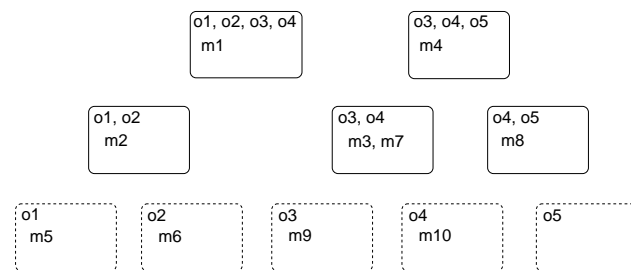 o1, o2, o3, o4
m1
o3, o4, o5
m4
o1, o2
m2
o3, o4
m3, m7
o4, o5
m8
o1
m5
o2
m6
o3
m9
o4
m10
o5